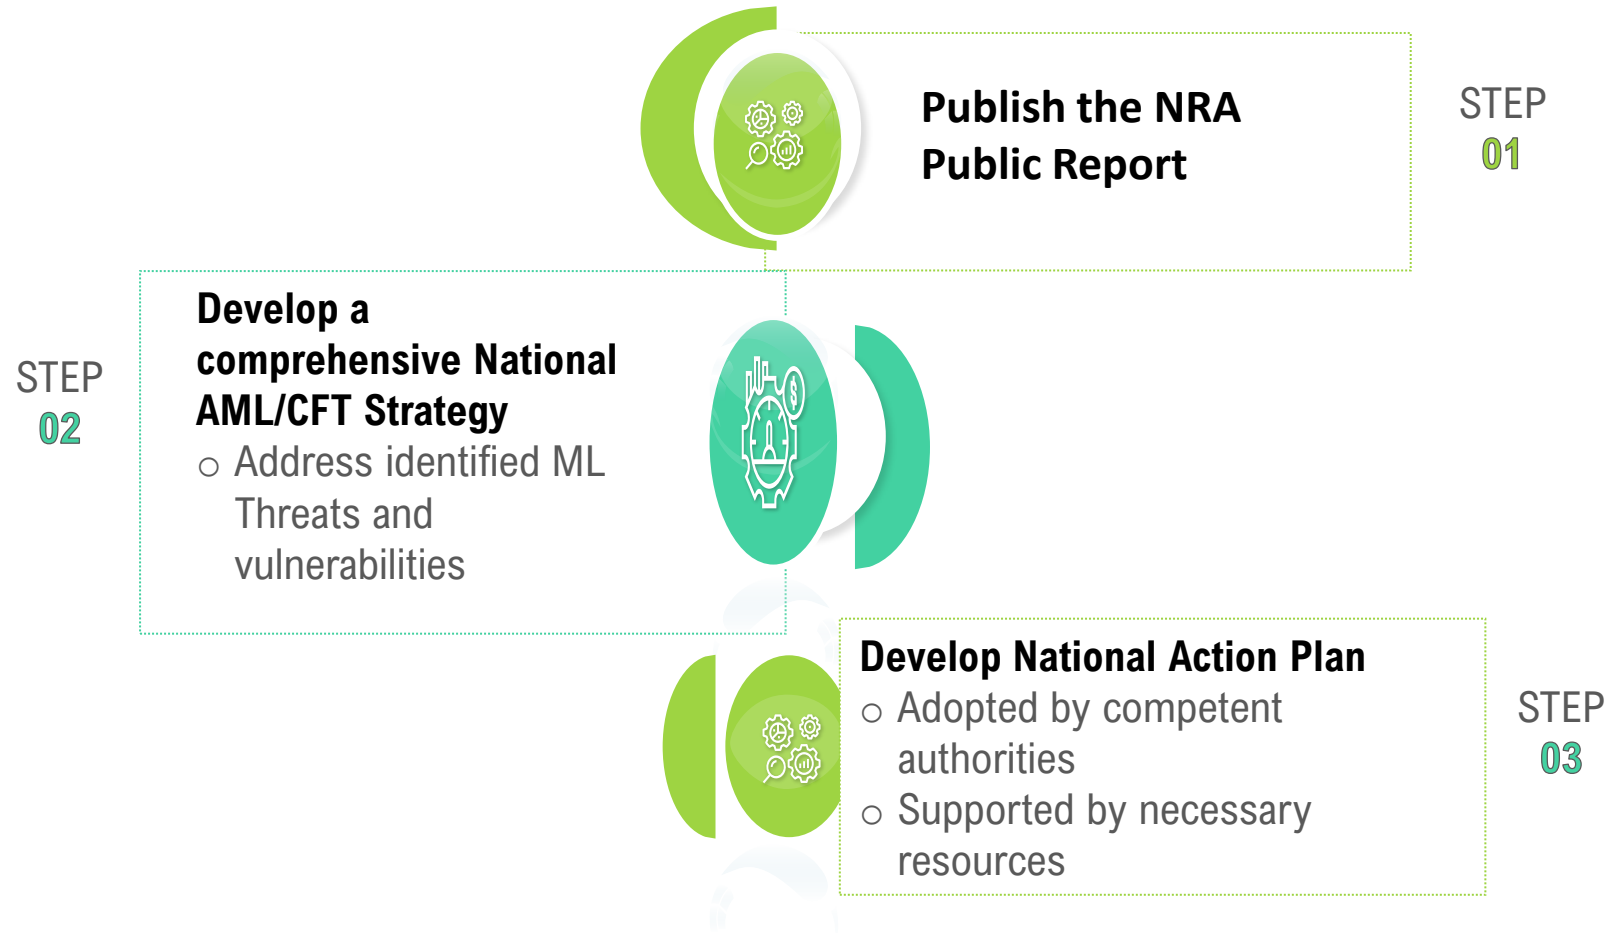 Publish the NRA
Public Report
STEP
01
STEP
02
Develop a
comprehensive National
AML/CFT Strategy
o Address identified ML
Threats and
vulnerabilities
Develop National Action Plan
o Adopted by competent
authorities
o Supported by necessary
resources
STEP
03